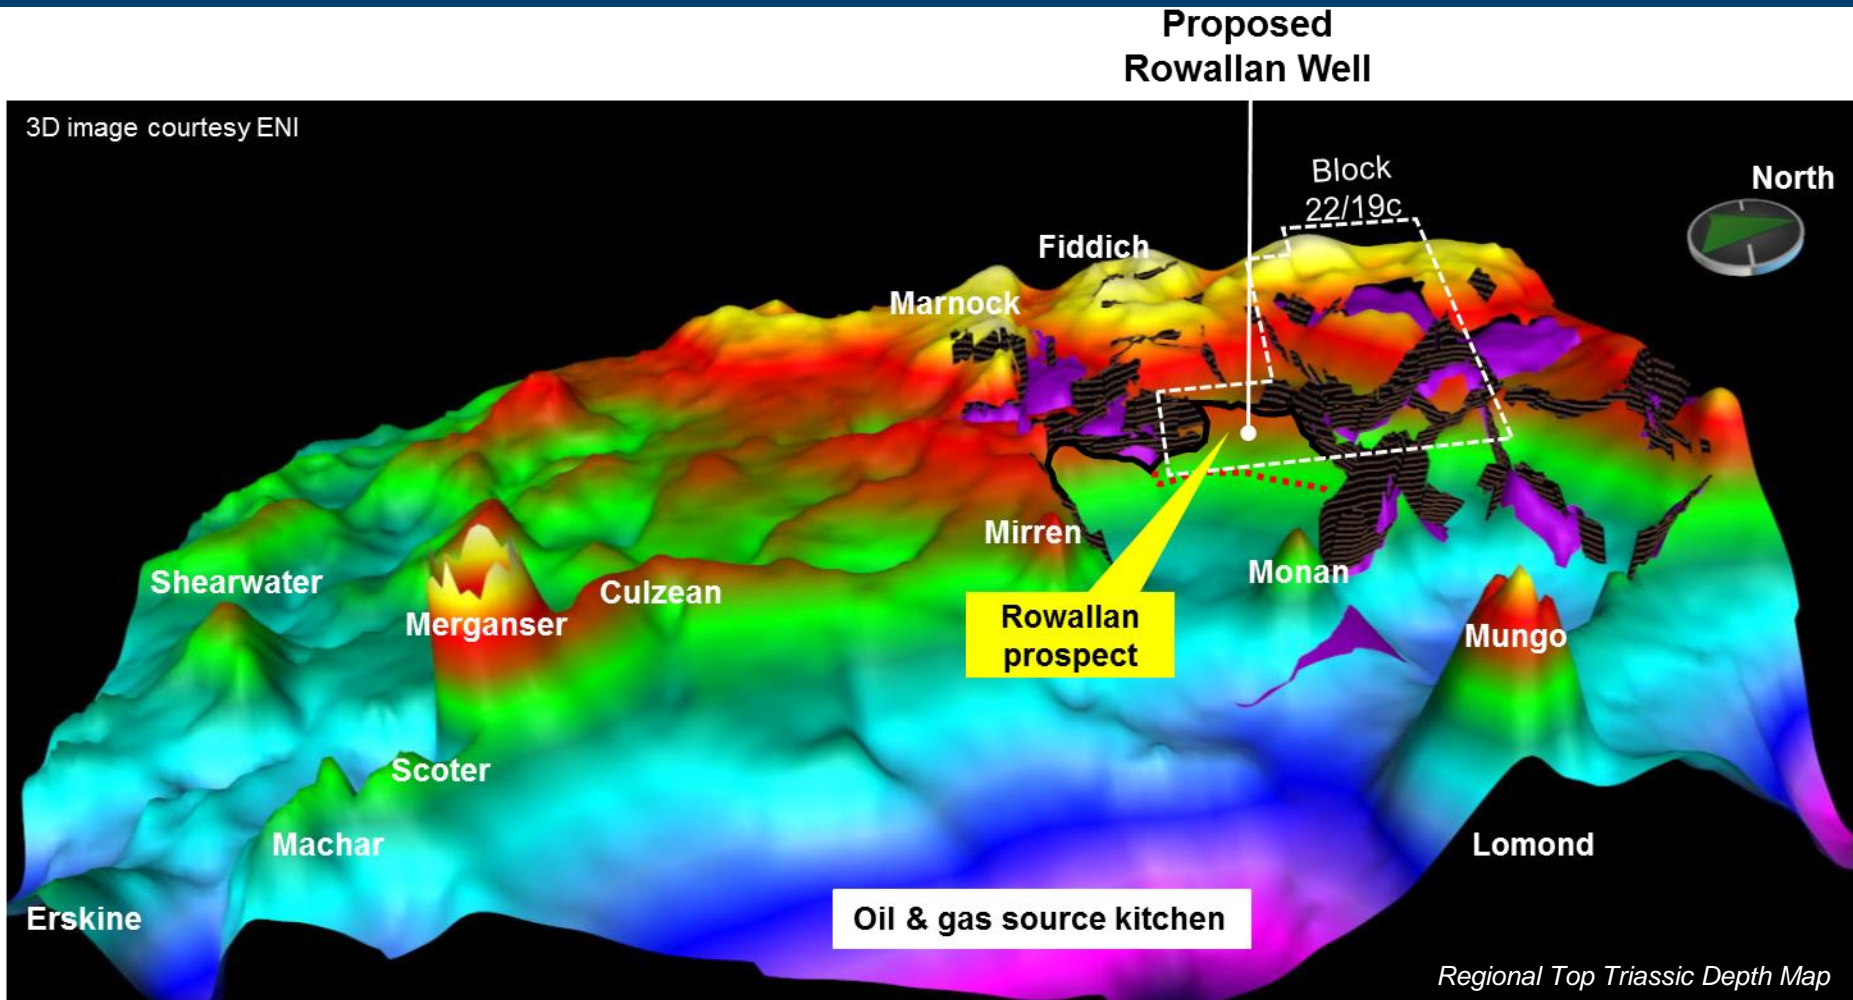 Proposed
Rowallan Well
3D image courtesy ENI
Block
22/19c
North
Fiddich
Marnock
Mirren
Shearwater
Culzean
Monan
Merganser
Rowallan
prospect
Mungo
Scoter
Machar
Lomond
Erskine
Oil & gas source kitchen
Regional Top Triassic Depth Map